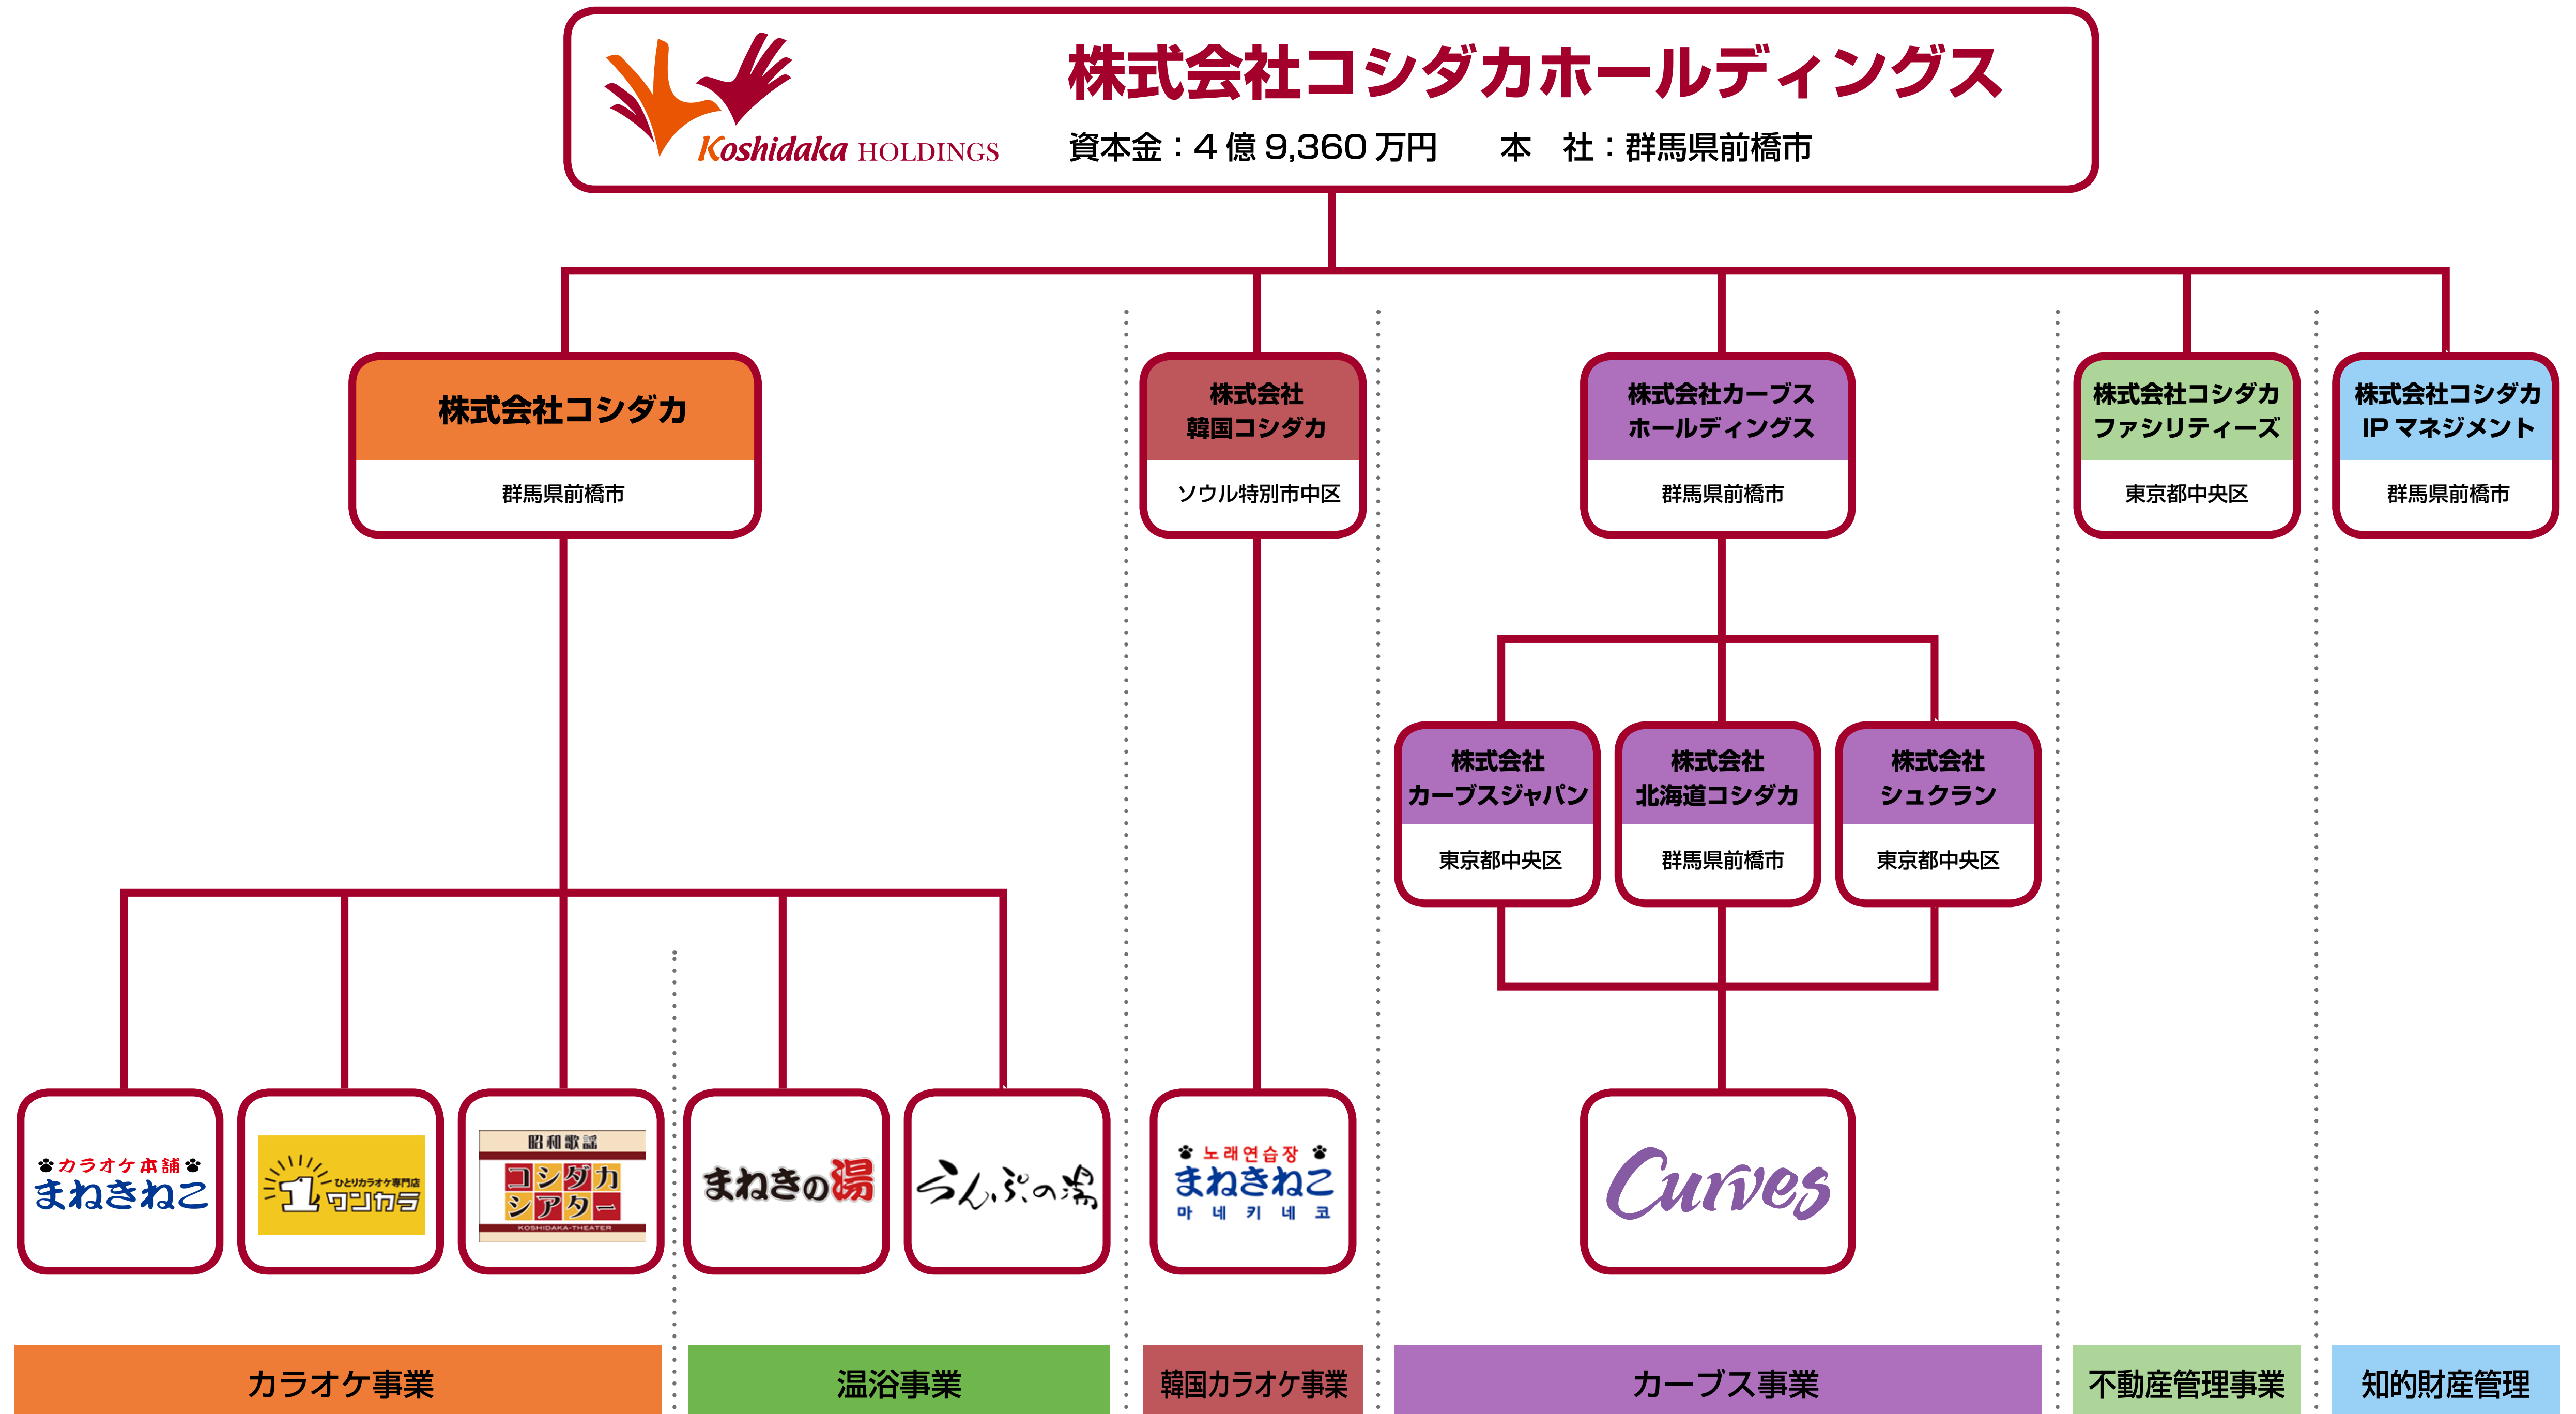 株式会社コシダカホールディングス
Koshidaka HOLDINGS
資本金：4億9,360万円　本　社：群馬県前橋市
株式会社コシダカ
群馬県前橋市
株式会社
韓国コシダカ
ソウル特別市中区
株式会社カーブス
ホールディングス
群馬県前橋市
株式会社コシダカ
ファシリティーズ
東京都中央区
株式会社コシダカ
IPマネジメント
群馬県前橋市
株式会社
カーブスジャパン
東京都中央区
株式会社
北海道コシダカ
群馬県前橋市
株式会社
シュクラン
東京都中央区
カラオケ本舗
まねきねこ
ひとりカラオケ専門店
1 ワンカラ
昭和歌謡
コシダカ
シアター
KOSHIDAKA-THEATER
まねきの湯
らんぷの湯
노래연습장
まねきねこ
마네키네코
Curves
カラオケ事業
温浴事業
韓国カラオケ事業
カーブス事業
不動産管理事業
知的財産管理